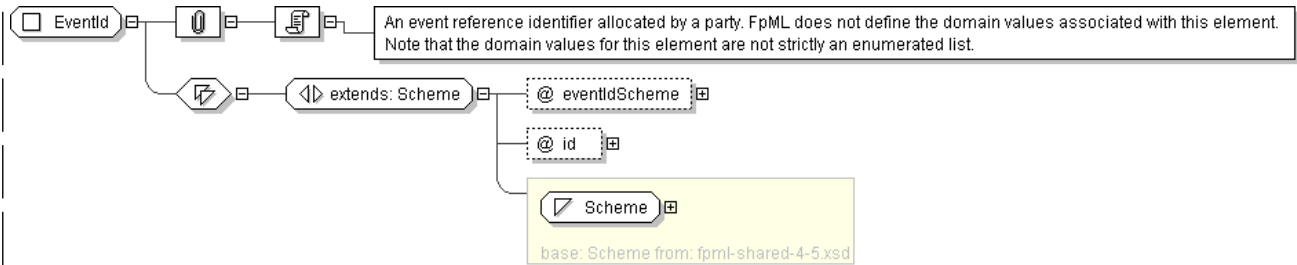 EventId
An event reference identifier allocated by a party. FpML does not define the domain values associated with this element.
Note that the domain values for this element are not strictly an enumerated list.
extends: Scheme
@ eventIdScheme
@ id
Scheme
base: Scheme from: fpml-shared-4-5.xsd